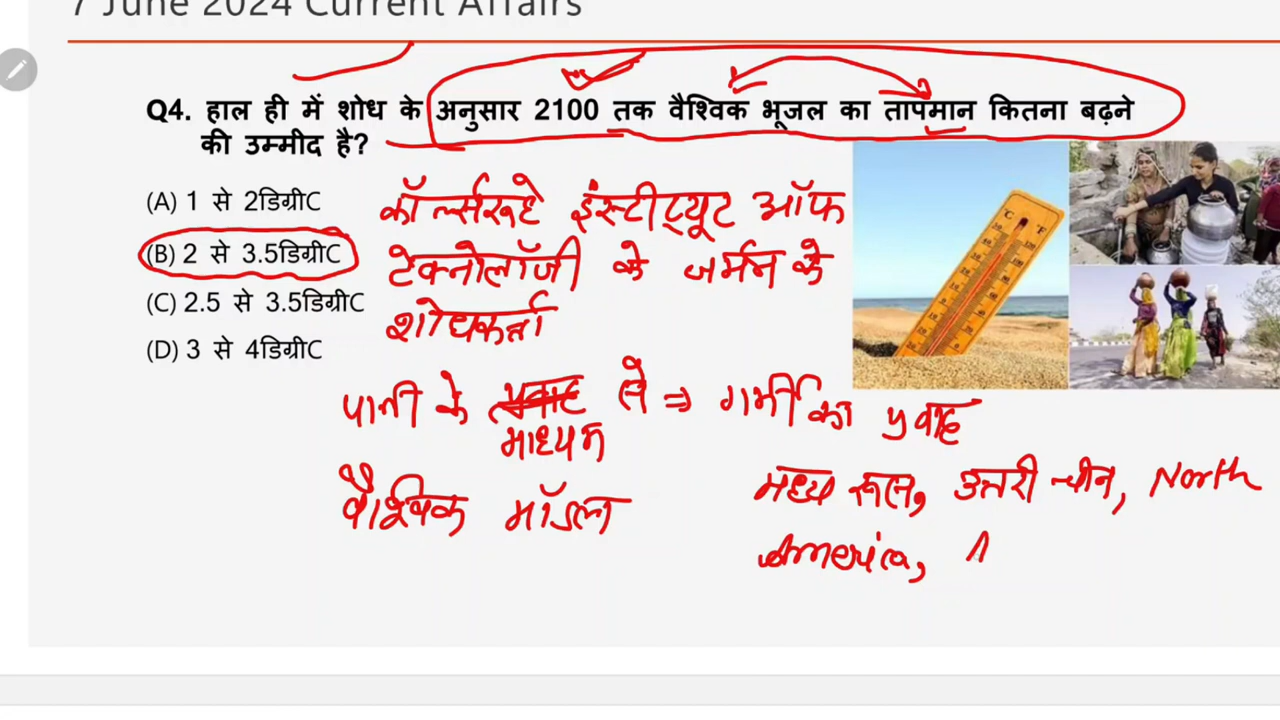 7 June 2024 Current Affairs
Q4. हाल ही में शोध के अनुसार 2100 तक वैश्विक भूजल का तापमान कितना बढ़ने
की उम्मीद है?
(A) 1 से 2डिग्रीC
(B) 2 से 3.5डिग्रीC
(C) 2.5 से 3.5डिग्रीC
(D) 3 से 4डिग्रीC
कॉर्ल्सरूहे इंस्टीट्यूट ऑफ
टेक्नोलॉजी के जर्मन के
शोधकर्ता
पानी के प्रवाह से ⇒ गर्मी का प्रवाह
माध्यम
वैश्विक मॉडल
मध्य रूस, उत्तरी चीन, North
America, A